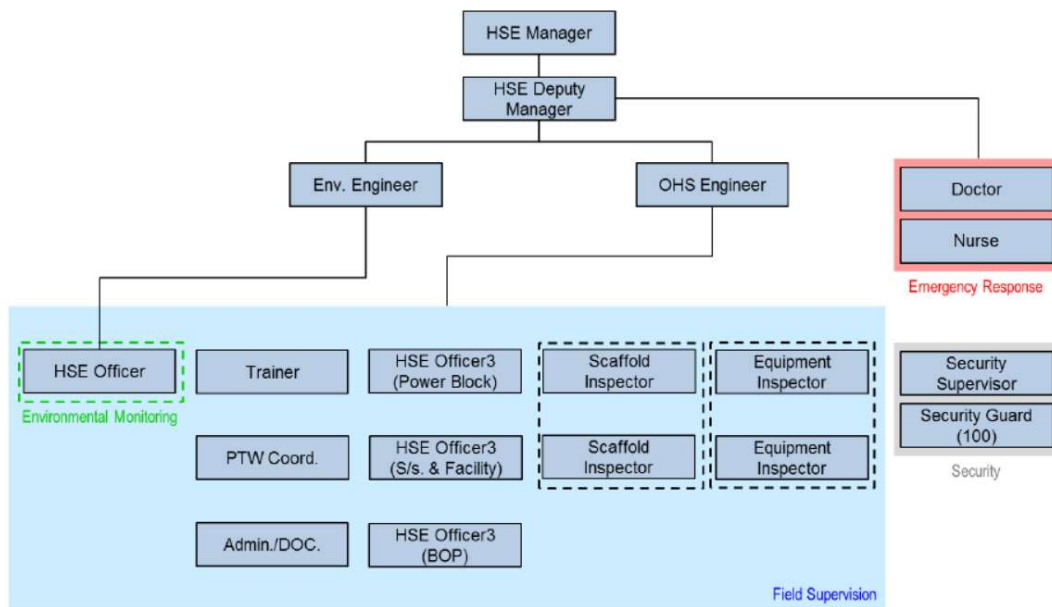 HSE Manager
HSE Deputy
Manager
Env. Engineer
OHS Engineer
Doctor
Nurse
Emergency Response
HSE Officer
Environmental Monitoring
Trainer
HSE Officer3
(Power Block)
Scaffold
Inspector
Equipment
Inspector
Security
Supervisor
Security Guard
(100)
Security
PTW Coord.
HSE Officer3
(S/s. & Facility)
Scaffold
Inspector
Equipment
Inspector
Admin./DOC.
HSE Officer3
(BOP)
Field Supervision